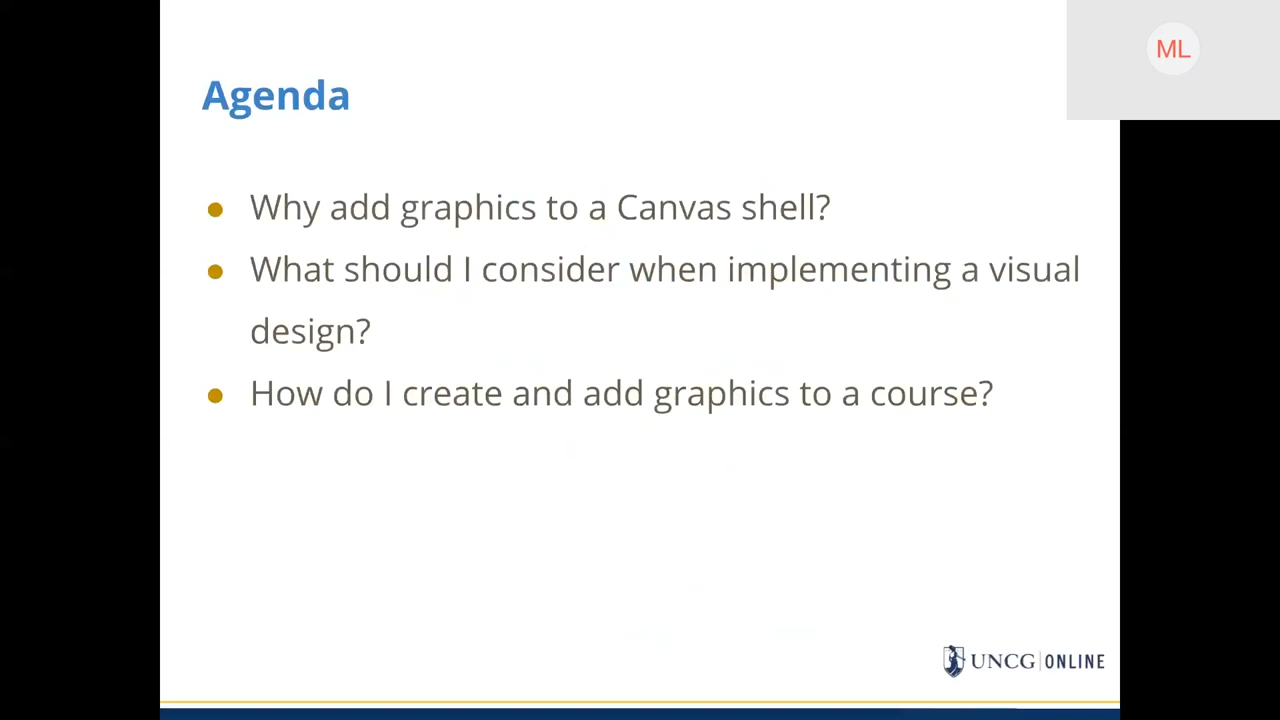 ML
Agenda
● Why add graphics to a Canvas shell?
● What should I consider when implementing a visual
design?
● How do I create and add graphics to a course?
UNCG | ONLINE